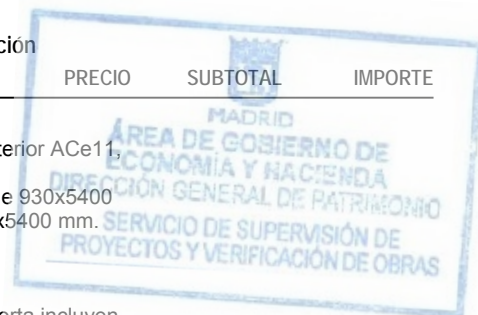 ción
PRECIO SUBTOTAL IMPORTE
MADRID
terior ACe11,
ÁREA DE GOBIERNO DE
ECONOMÍA Y HACIENDA
e 930x5400
DIRECCIÓN GENERAL DE PATRIMONIO
x5400 mm.
SERVICIO DE SUPERVISIÓN DE
PROYECTOS Y VERIFICACIÓN DE OBRAS
erta incluyen